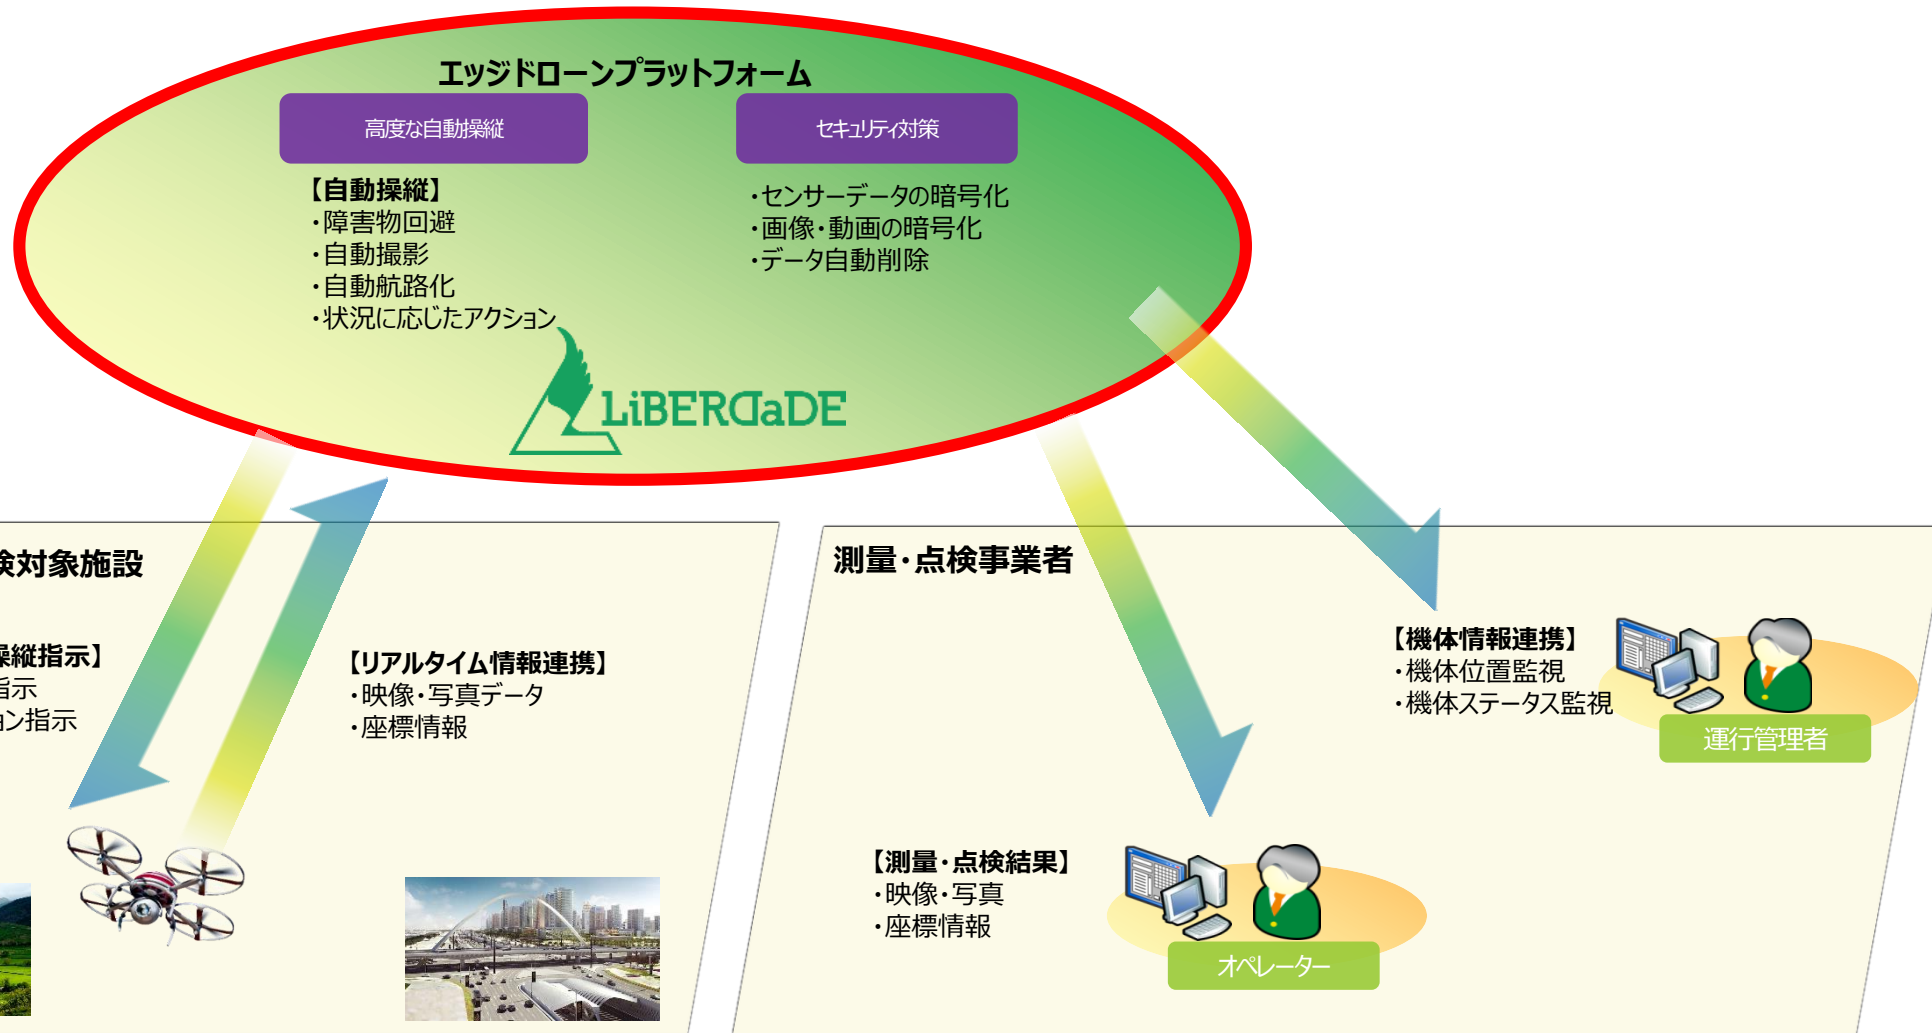 エッジドローンプラットフォーム
高度な自動操縦
セキュリティ対策
【自動操縦】
・障害物回避
・自動撮影
・自動航路化
・状況に応じたアクション
・センサーデータの暗号化
・画像・動画の暗号化
・データ自動削除
LiBERDaDE
検対象施設
操縦指示】
指示
ョン指示
【リアルタイム情報連携】
・映像・写真データ
・座標情報
測量・点検事業者
【機体情報連携】
・機体位置監視
・機体ステータス監視
運行管理者
【測量・点検結果】
・映像・写真
・座標情報
オペレーター